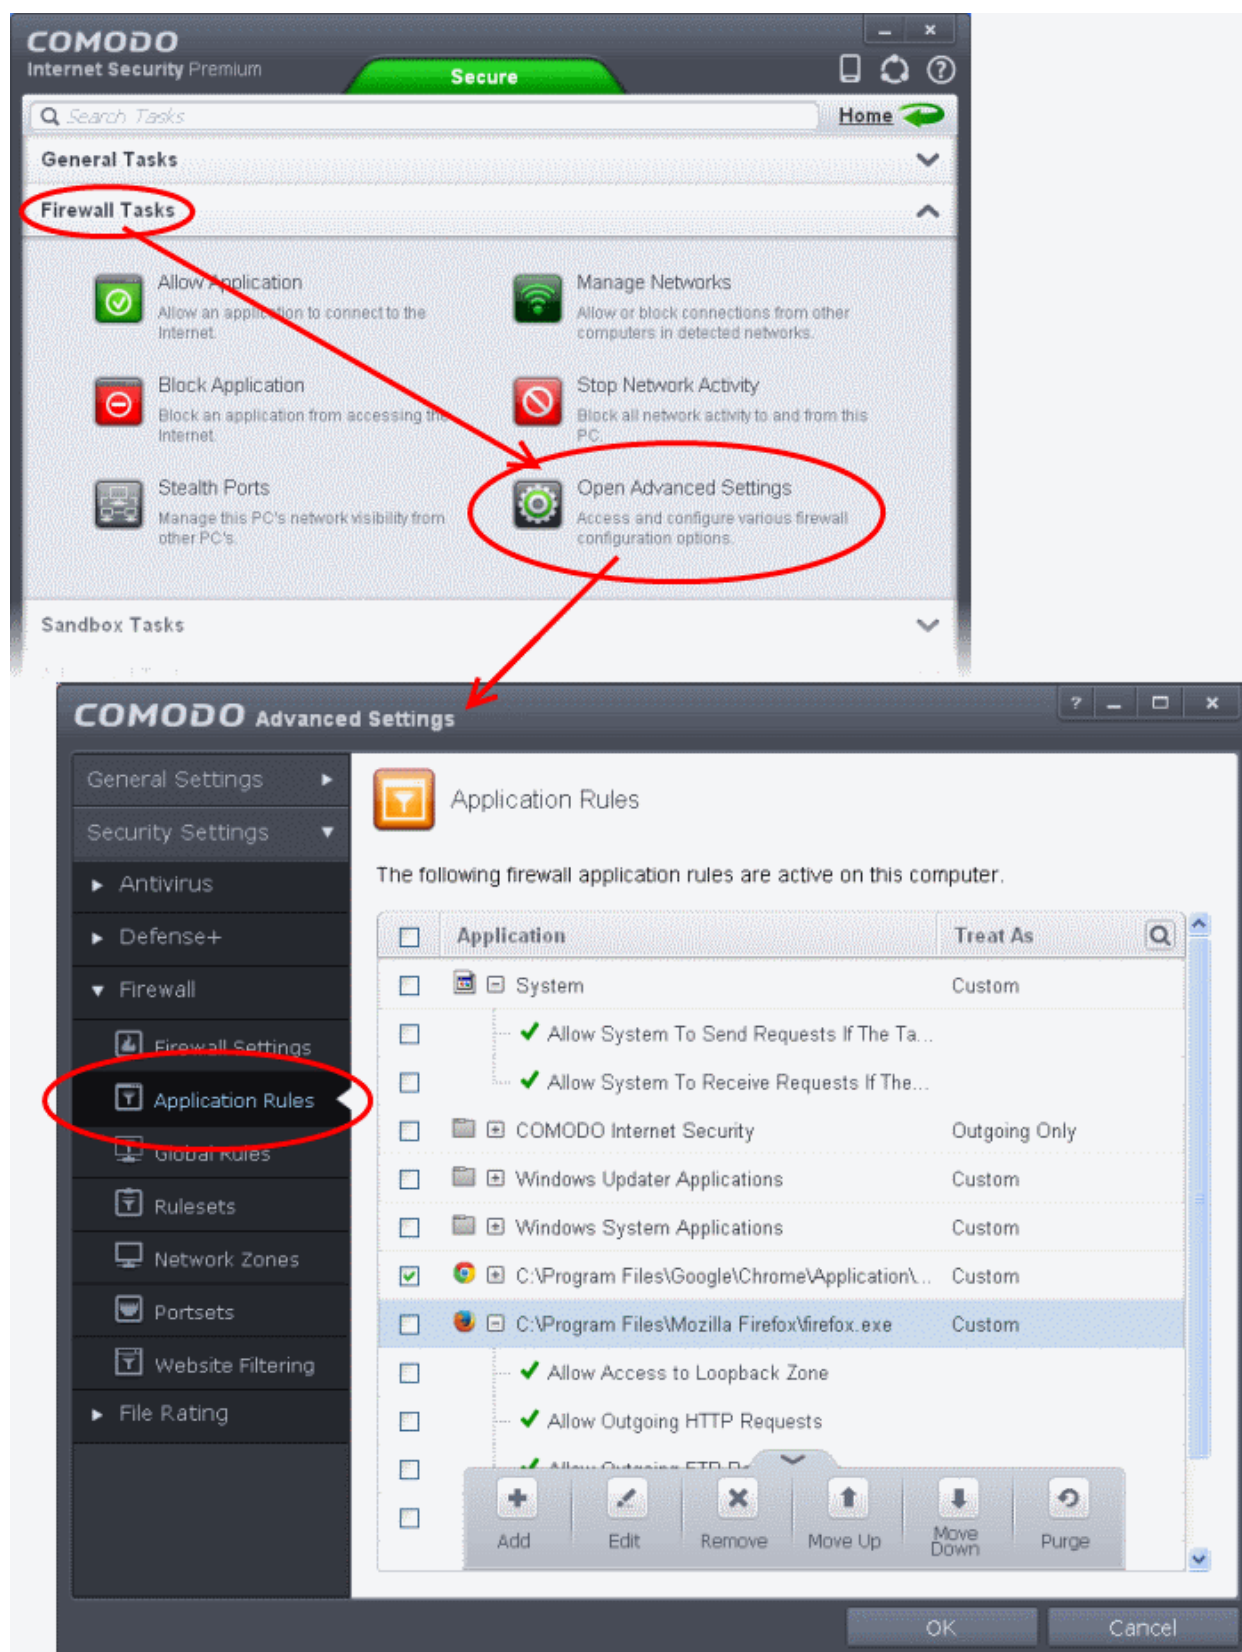 COMODO
Internet Security Premium
Secure
Search Tasks
Home
General Tasks
Firewall Tasks
Allow Application
Allow an application to connect to the
Internet.
Manage Networks
Allow or block connections from other
computers in detected networks.
Block Application
Block an application from accessing the
Internet.
Stop Network Activity
Block all network activity to and from this
PC.
Stealth Ports
Manage this PC's network visibility from
other PC's.
Open Advanced Settings
Access and configure various firewall
configuration options.
Sandbox Tasks
COMODO Advanced Settings
General Settings
Security Settings
Antivirus
Defense+
Firewall
Firewall Settings
Application Rules
Global Rules
Rulesets
Network Zones
Portsets
Website Filtering
File Rating
Application Rules
The following firewall application rules are active on this computer.
Application Treat As
System Custom
Allow System To Send Requests If The Ta...
Allow System To Receive Requests If The...
COMODO Internet Security Outgoing Only
Windows Updater Applications Custom
Windows System Applications Custom
C:\Program Files\Google\Chrome\Application\... Custom
C:\Program Files\Mozilla Firefox\firefox.exe Custom
Allow Access to Loopback Zone
Allow Outgoing HTTP Requests
Allow Outgoing FTP
Add
Edit
Remove
Move Up
Move
Down
Purge
OK
Cancel